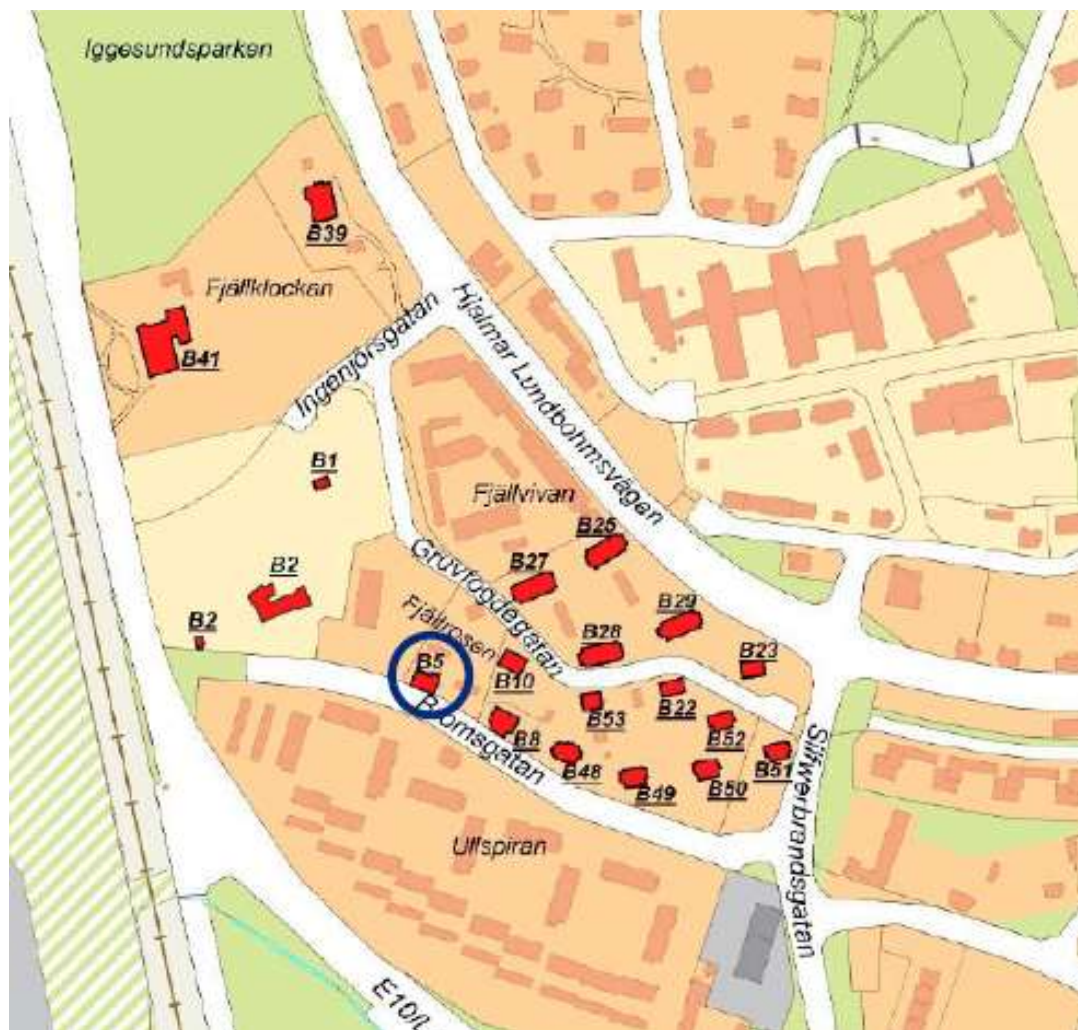 Iggesundsparken
B39
Fjällklockan
B41
Ingenjörsgatan
Hjalmar Lundbohmsvägen
B1
Fjällvivan
B25
B27
Gruvfogdegatan
B2
B29
Fjällrosen
B28
B2
B23
B5
B10
B22
B53
B52
Bromsgatan
B8
B48
B51
B49
B50
Silfwerbrandsgatan
Ullspiran